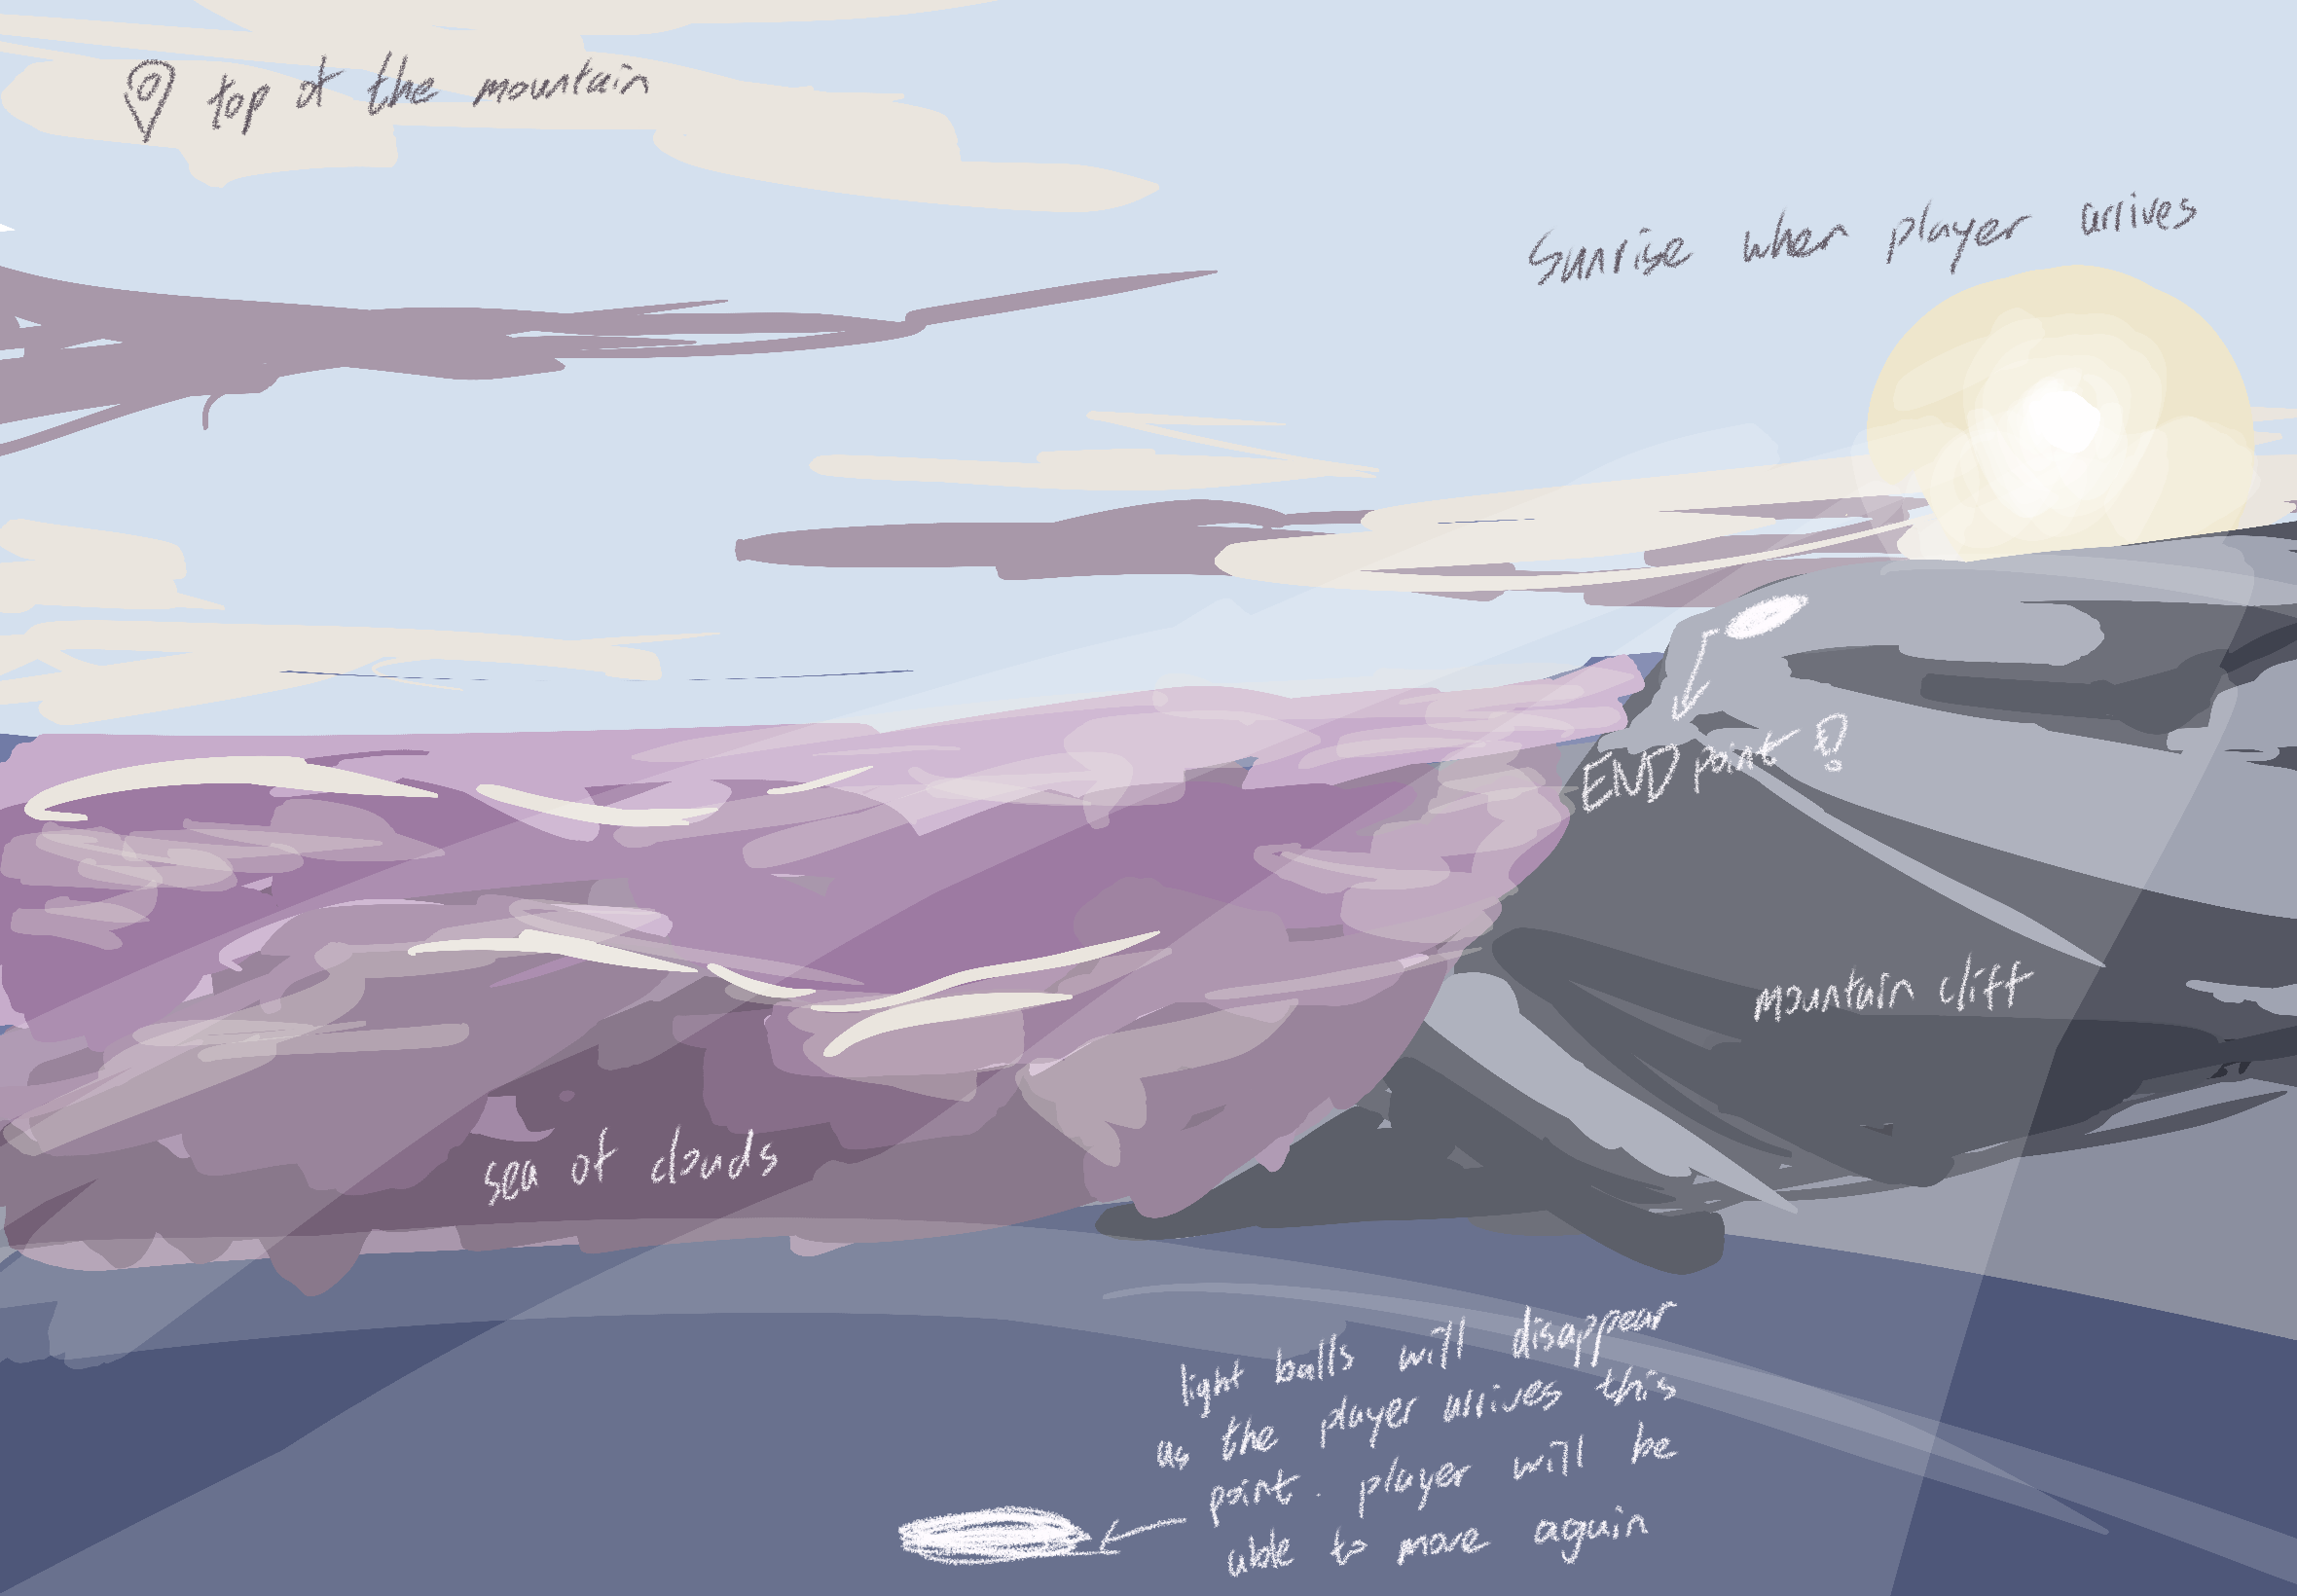 top of the mountain
Sunrise when player arrives
END point!
mountain cliff
sea of clouds
light balls will disappear
as the player arrives this
point. player will be
able to move again